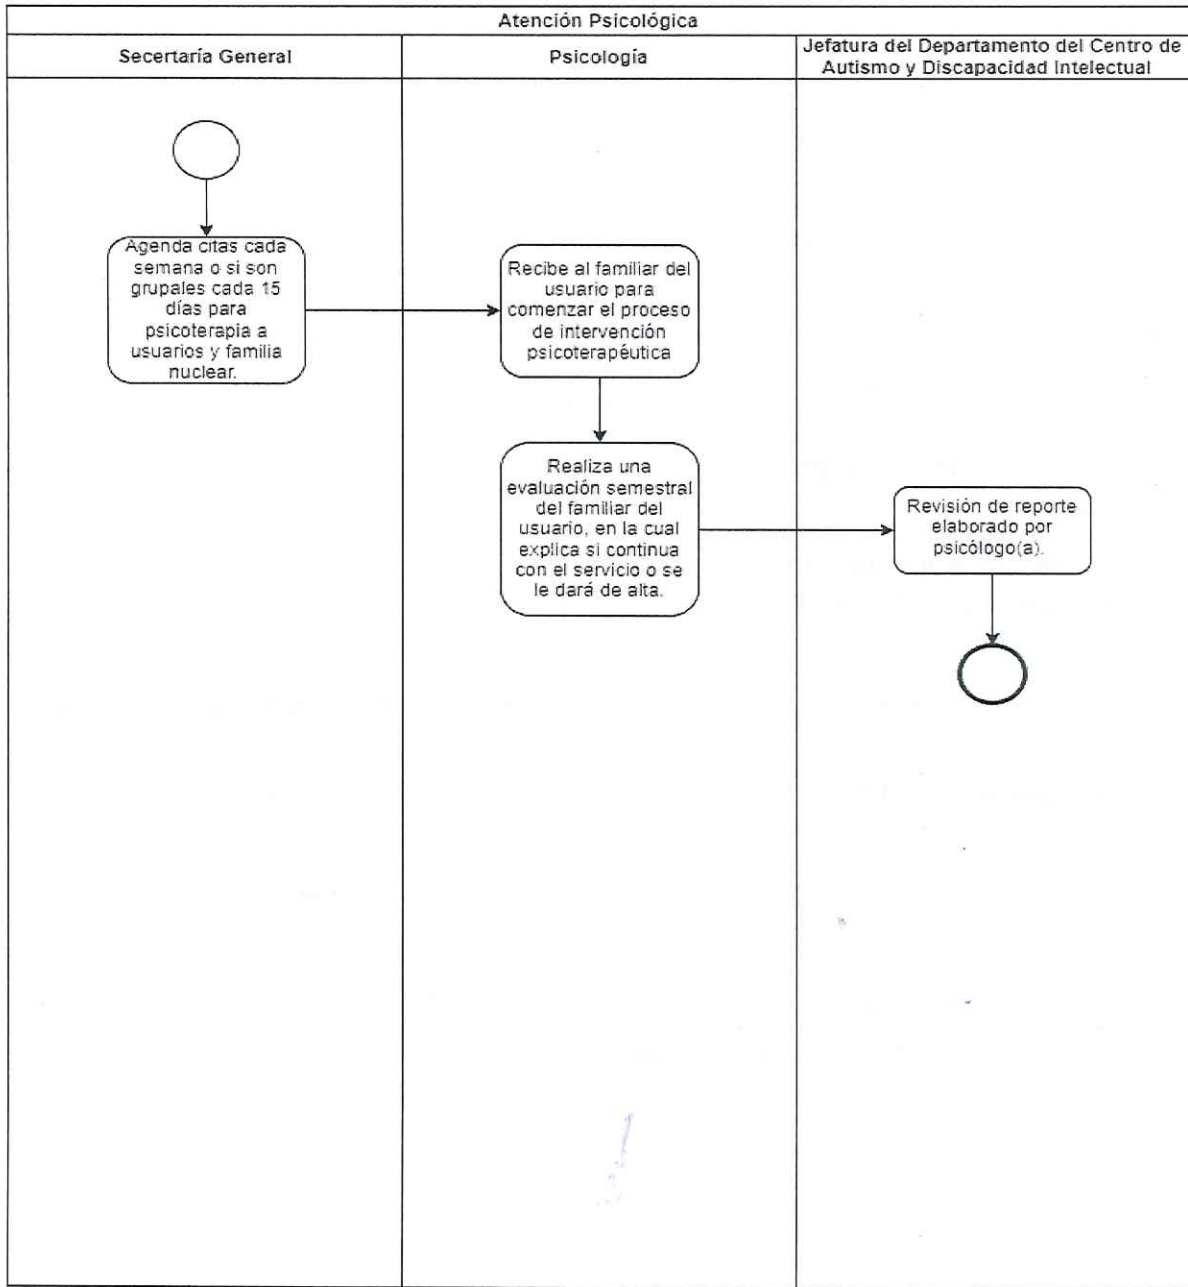 Atención Psicológica
Secertaría General
Psicología
Jefatura del Departamento del Centro de
Autismo y Discapacidad Intelectual
Agenda citas cada
semana o si son
grupales cada 15
días para
psicoterapia a
usuarios y familia
nuclear.
Recibe al familiar del
usuario para
comenzar el proceso
de intervención
psicoterapéutica
Realiza una
evaluación semestral
del familiar del
usuario, en la cual
explica si continua
con el servicio o se
le dará de alta.
Revisión de reporte
elaborado por
psicólogo(a).